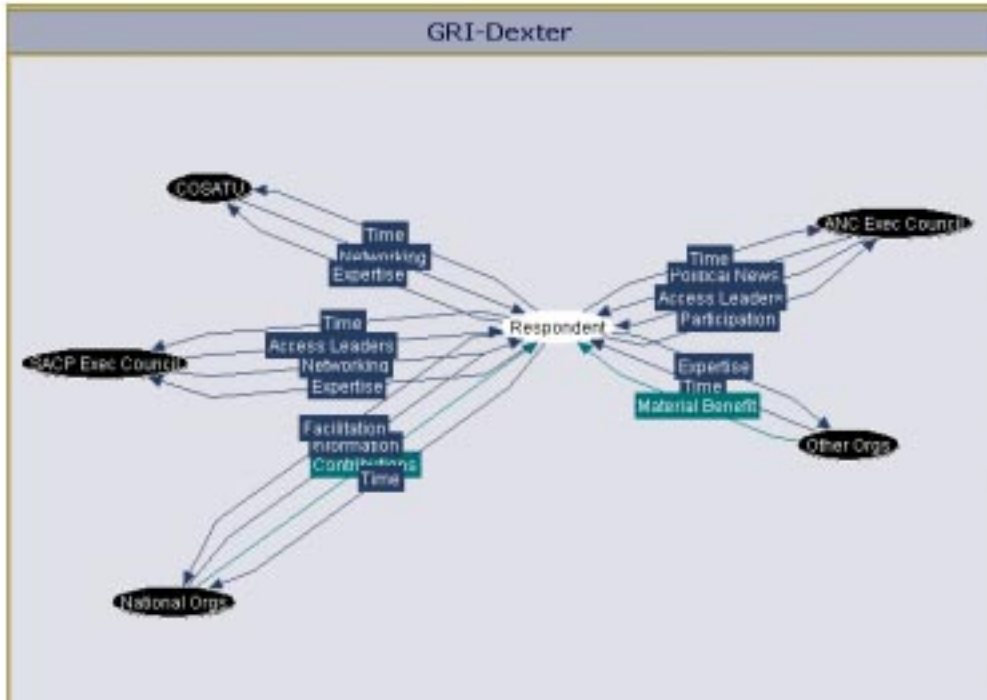 GRI-Dexter
COSATU
ANC Exec Council
Time
Networking
Expertise
Time
Political News
Access Leaders
Participation
Respondent
Time
Access Leaders
Networking
Expertise
SACP Exec Council
Expertise
Time
Material Benefit
Other Orgs
Facilitation
Information
Contributions
Time
National Orgs